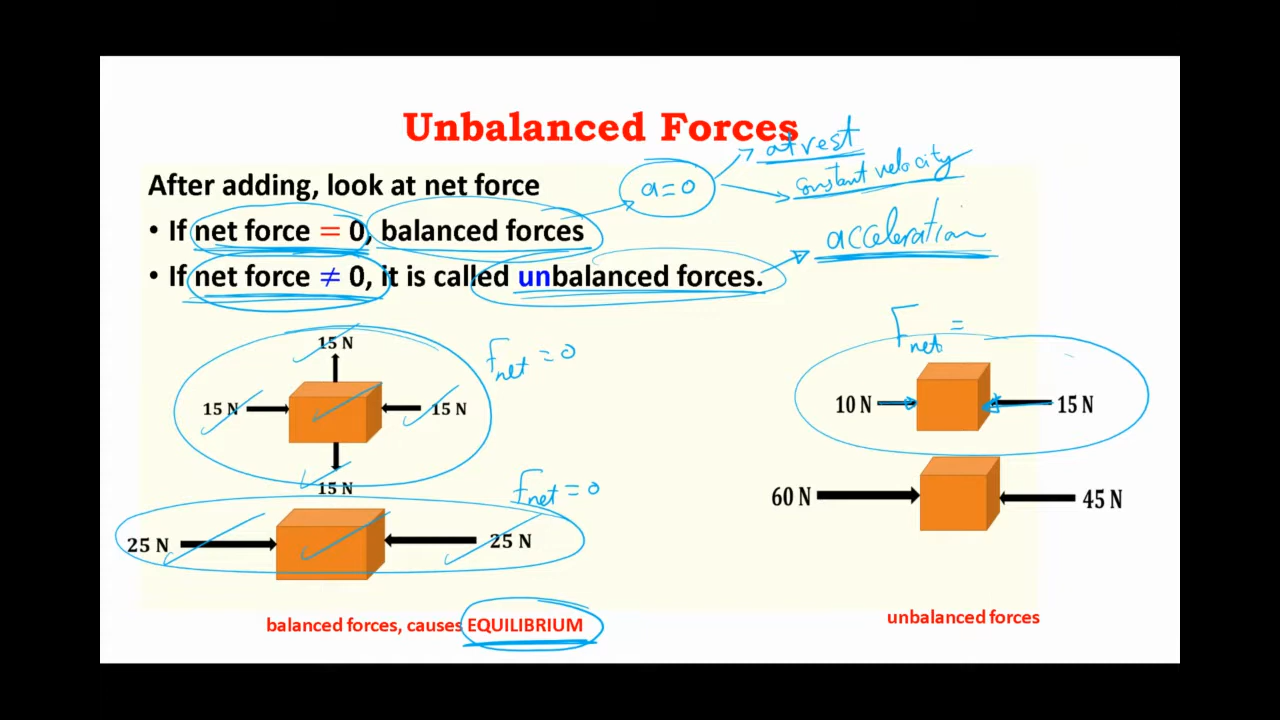 Unbalanced Forces
at rest
constant velocity
After adding, look at net force
a = 0
• If net force = 0, balanced forces
acceleration
• If net force ≠ 0, it is called unbalanced forces.
Fnet =
15 N
Fnet = 0
15 N
15 N
10 N
15 N
15 N
Fnet = 0
60 N
45 N
25 N
25 N
balanced forces, causes EQUILIBRIUM
unbalanced forces